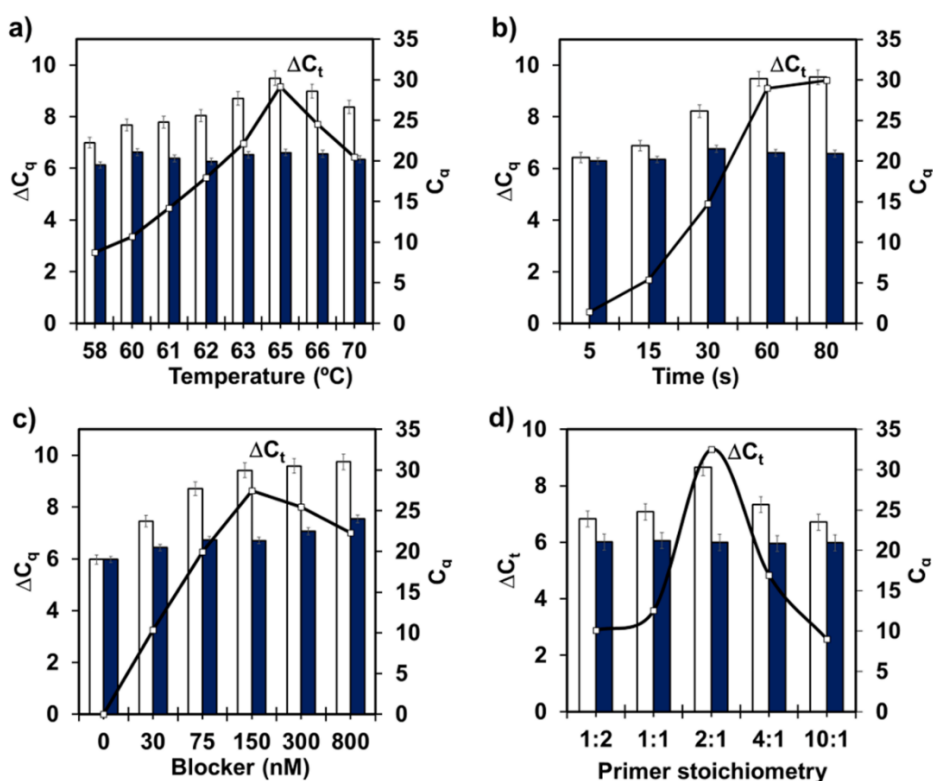 a)
ΔCt
ΔCq
Cq
10
8
6
4
2
0
35
30
25
20
15
10
5
0
58 60 61 62 63 65 66 70
Temperature (ºC)
b)
ΔCt
ΔCq
Cq
10
8
6
4
2
0
35
30
25
20
15
10
5
0
5 15 30 60 80
Time (s)
c)
ΔCt
ΔCq
Cq
10
8
6
4
2
0
35
30
25
20
15
10
5
0
0 30 75 150 300 800
Blocker (nM)
d)
ΔCt
ΔCt
Cq
10
8
6
4
2
0
35
30
25
20
15
10
5
0
1:2 1:1 2:1 4:1 10:1
Primer stoichiometry